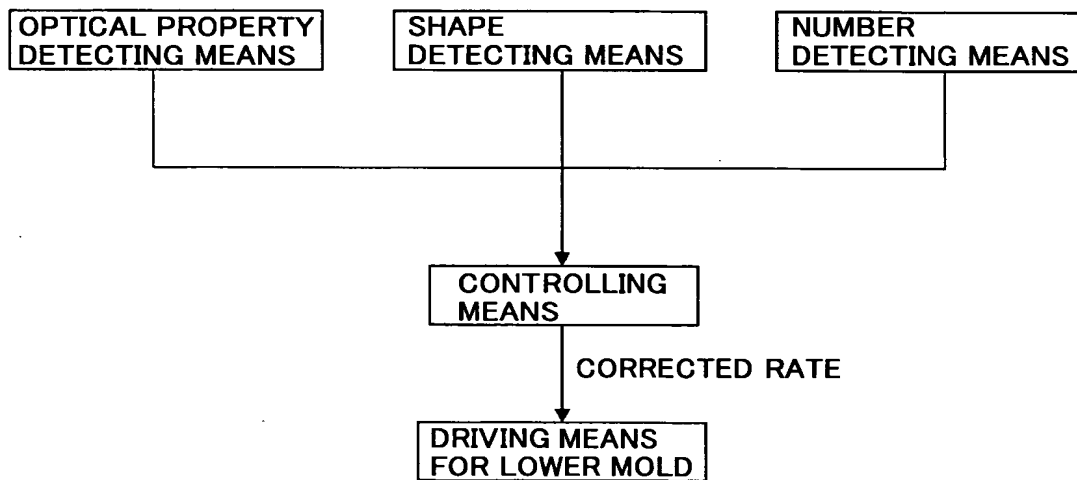 OPTICAL PROPERTY
DETECTING MEANS
SHAPE
DETECTING MEANS
NUMBER
DETECTING MEANS
CONTROLLING
MEANS
CORRECTED RATE
DRIVING MEANS
FOR LOWER MOLD